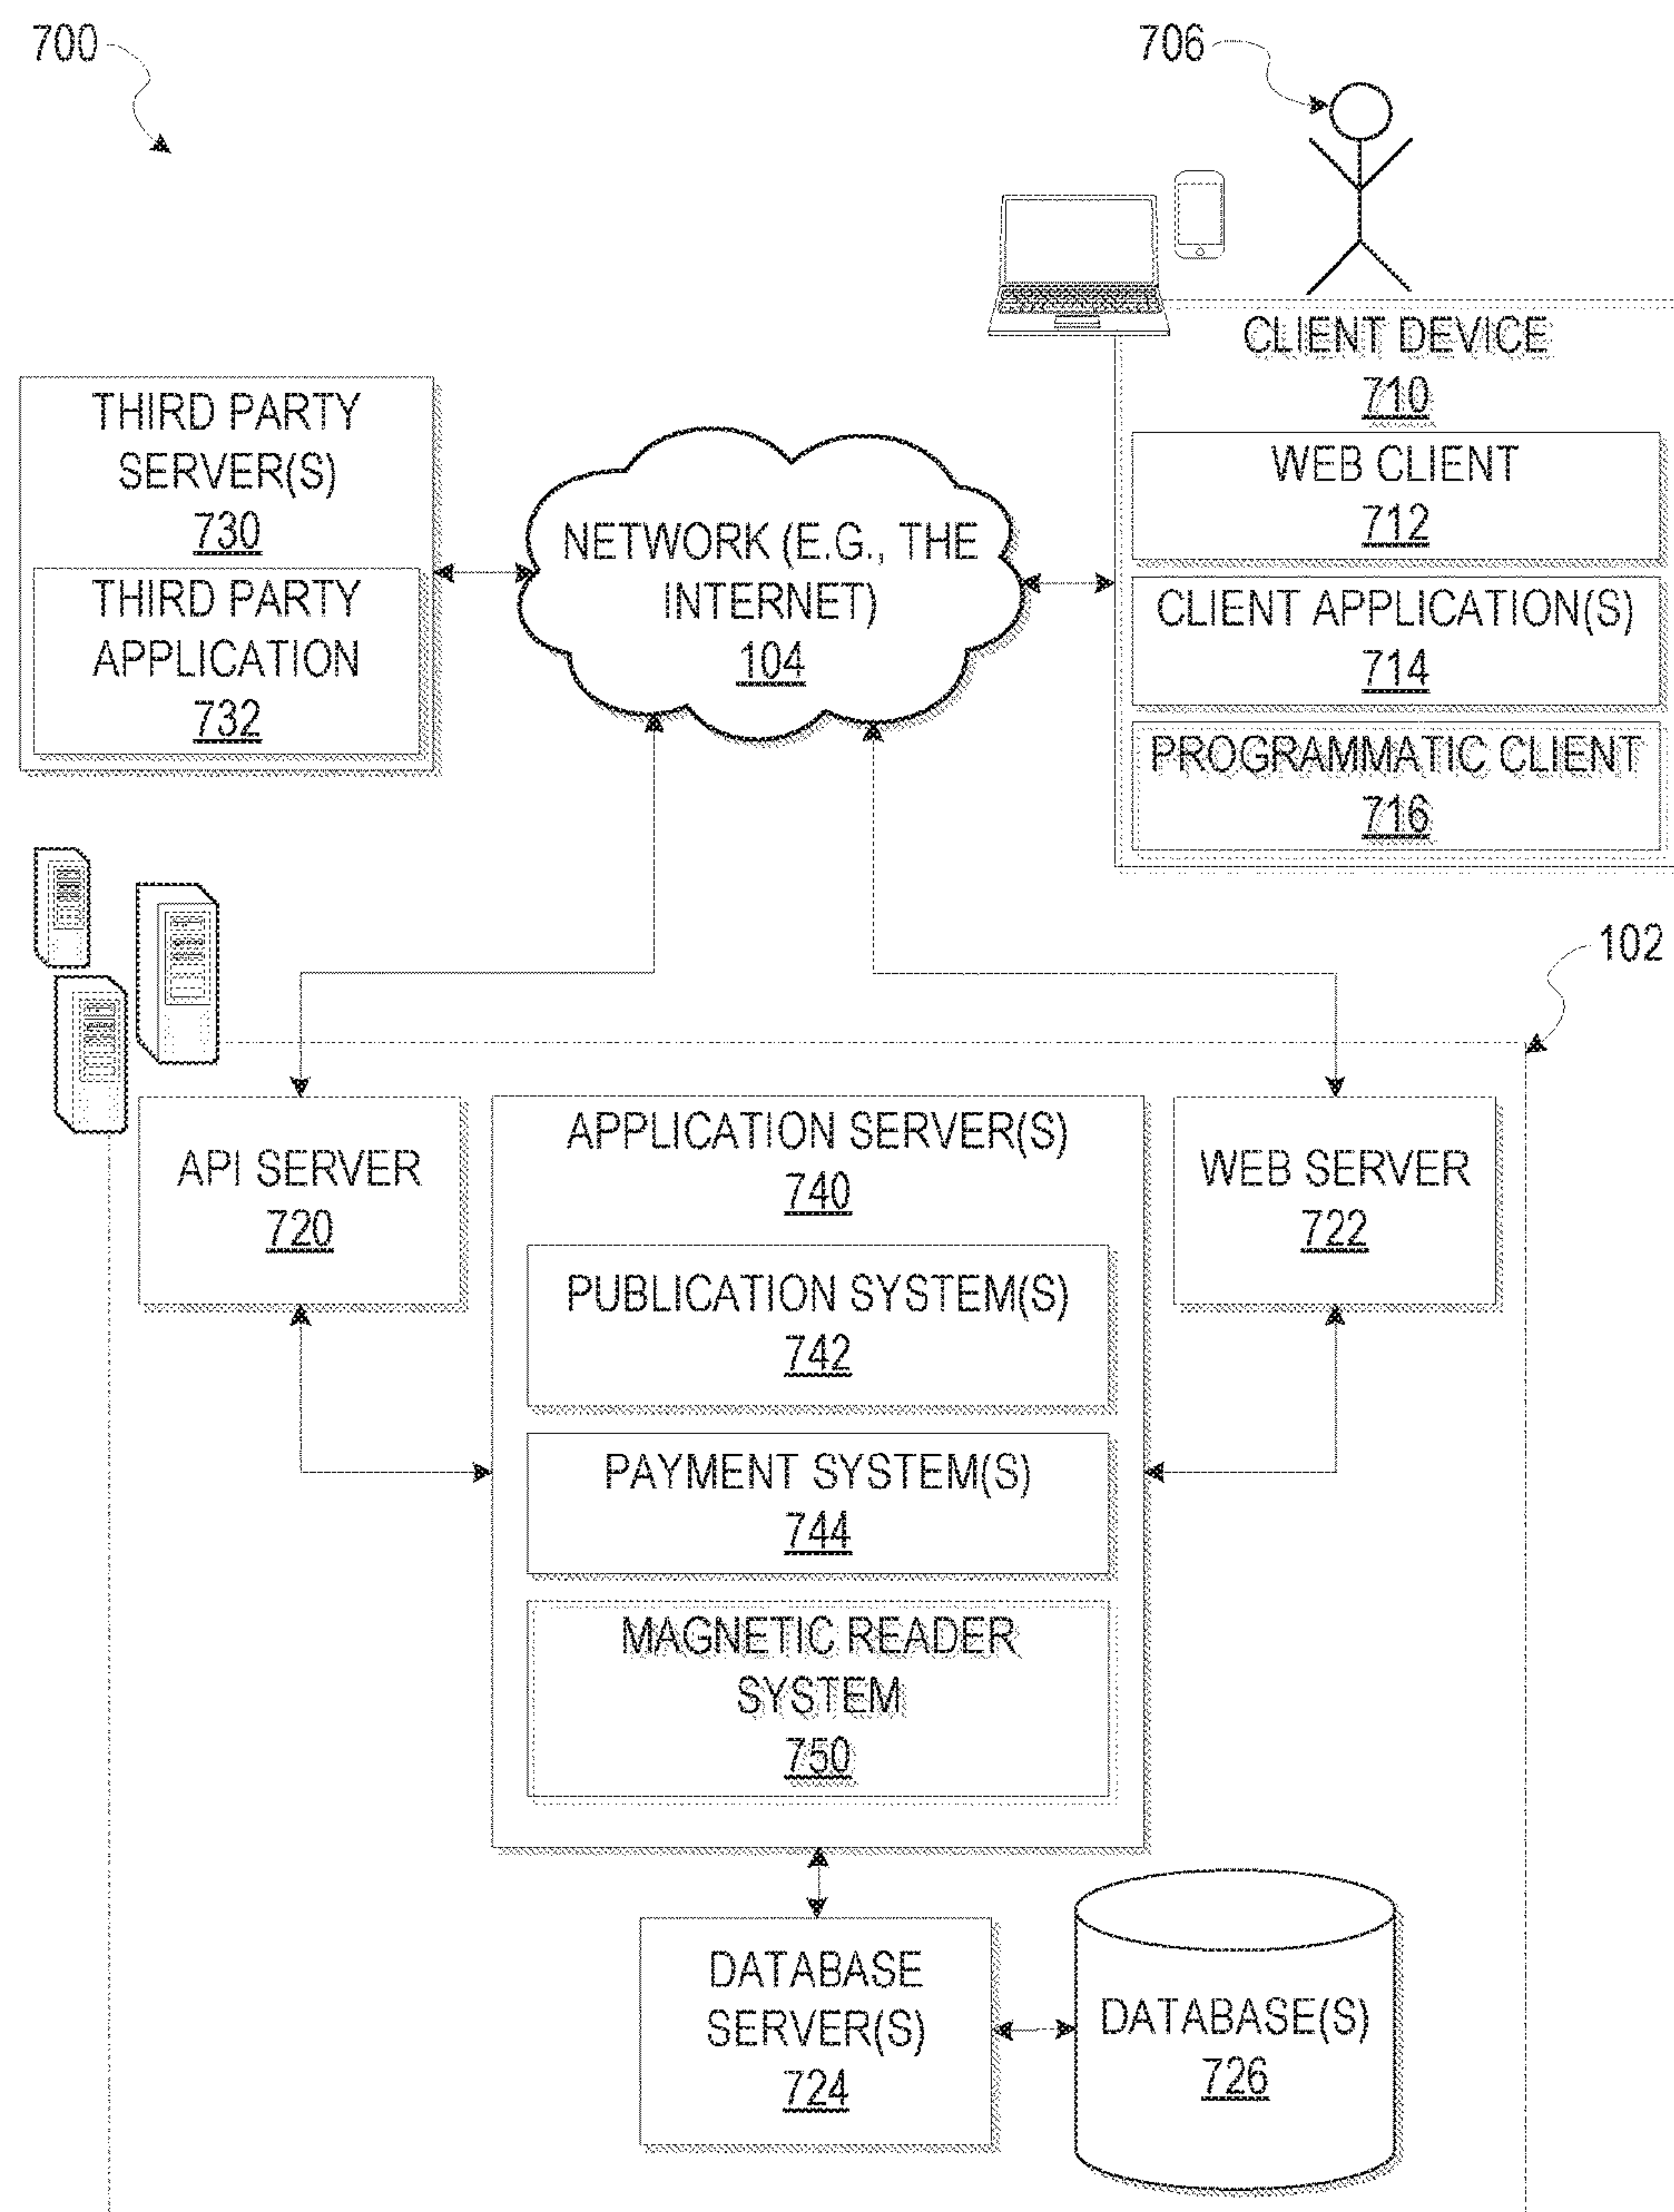 700
706
CLIENT DEVICE
710
WEB CLIENT
712
CLIENT APPLICATION(S)
714
PROGRAMMATIC CLIENT
716
THIRD PARTY
SERVER(S)
730
THIRD PARTY
APPLICATION
732
NETWORK (E.G., THE
INTERNET)
104
102
API SERVER
720
APPLICATION SERVER(S)
740
PUBLICATION SYSTEM(S)
742
PAYMENT SYSTEM(S)
744
MAGNETIC READER
SYSTEM
750
WEB SERVER
722
DATABASE
SERVER(S)
724
DATABASE(S)
726